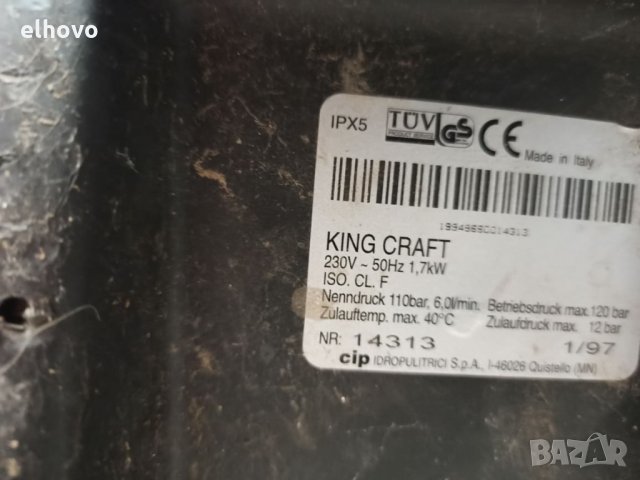 elhovo
IPX5 TÜV PRODUCT SERVICE GS CE
Made in Italy
KING CRAFT
230V ~ 50Hz 1,7kW
ISO. CL. F
Nenndruck 110bar, 6,0l/min. Betriebsdruck max. 120 bar
Zulauftemp. max. 40°C Zulaufdruck max. 12 bar
NR: 14313 1/97
cip IDROPULITRICI S.p.A., I-46026 Quistello (MN)
BAZAR